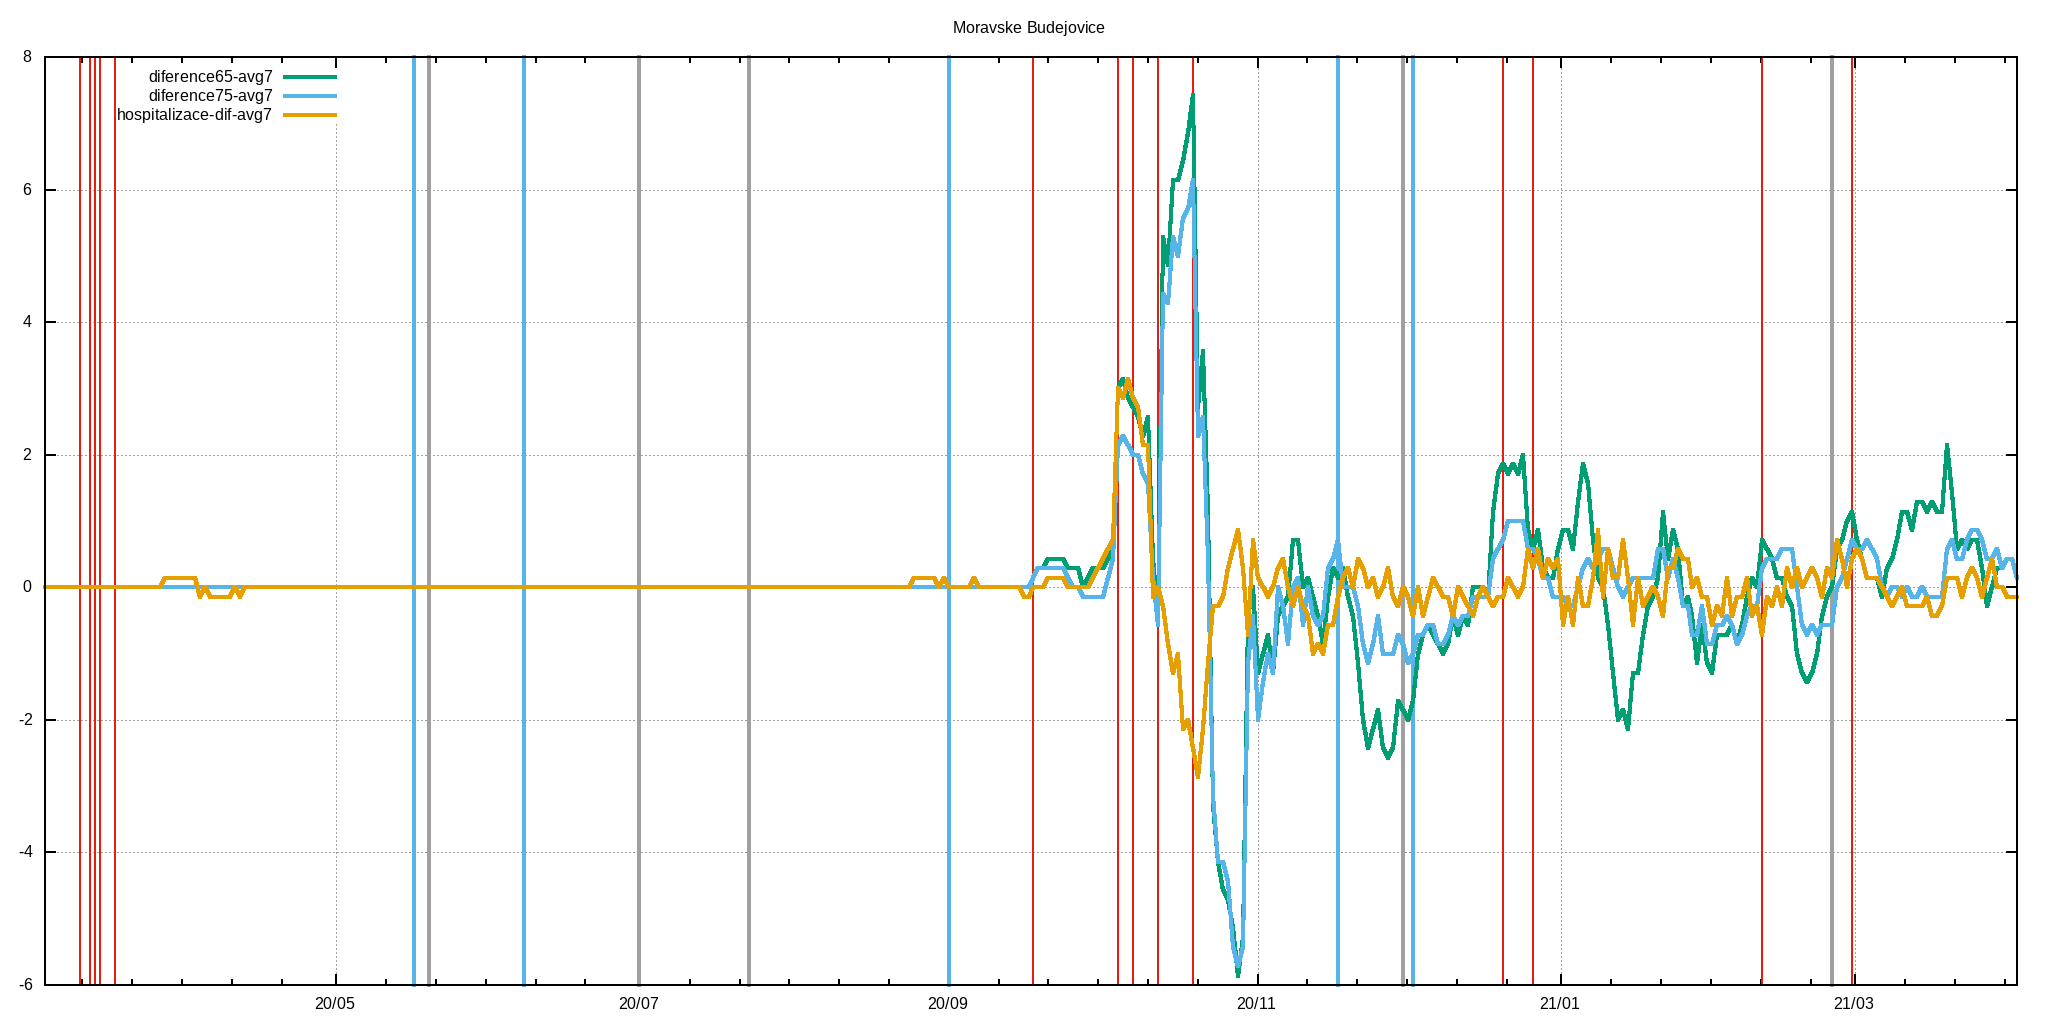 Moravske Budejovice
diference65-avg7
diference75-avg7
hospitalizace-dif-avg7
8
6
4
2
0
-2
-4
-6
20/05 20/07 20/09 20/11 21/01 21/03